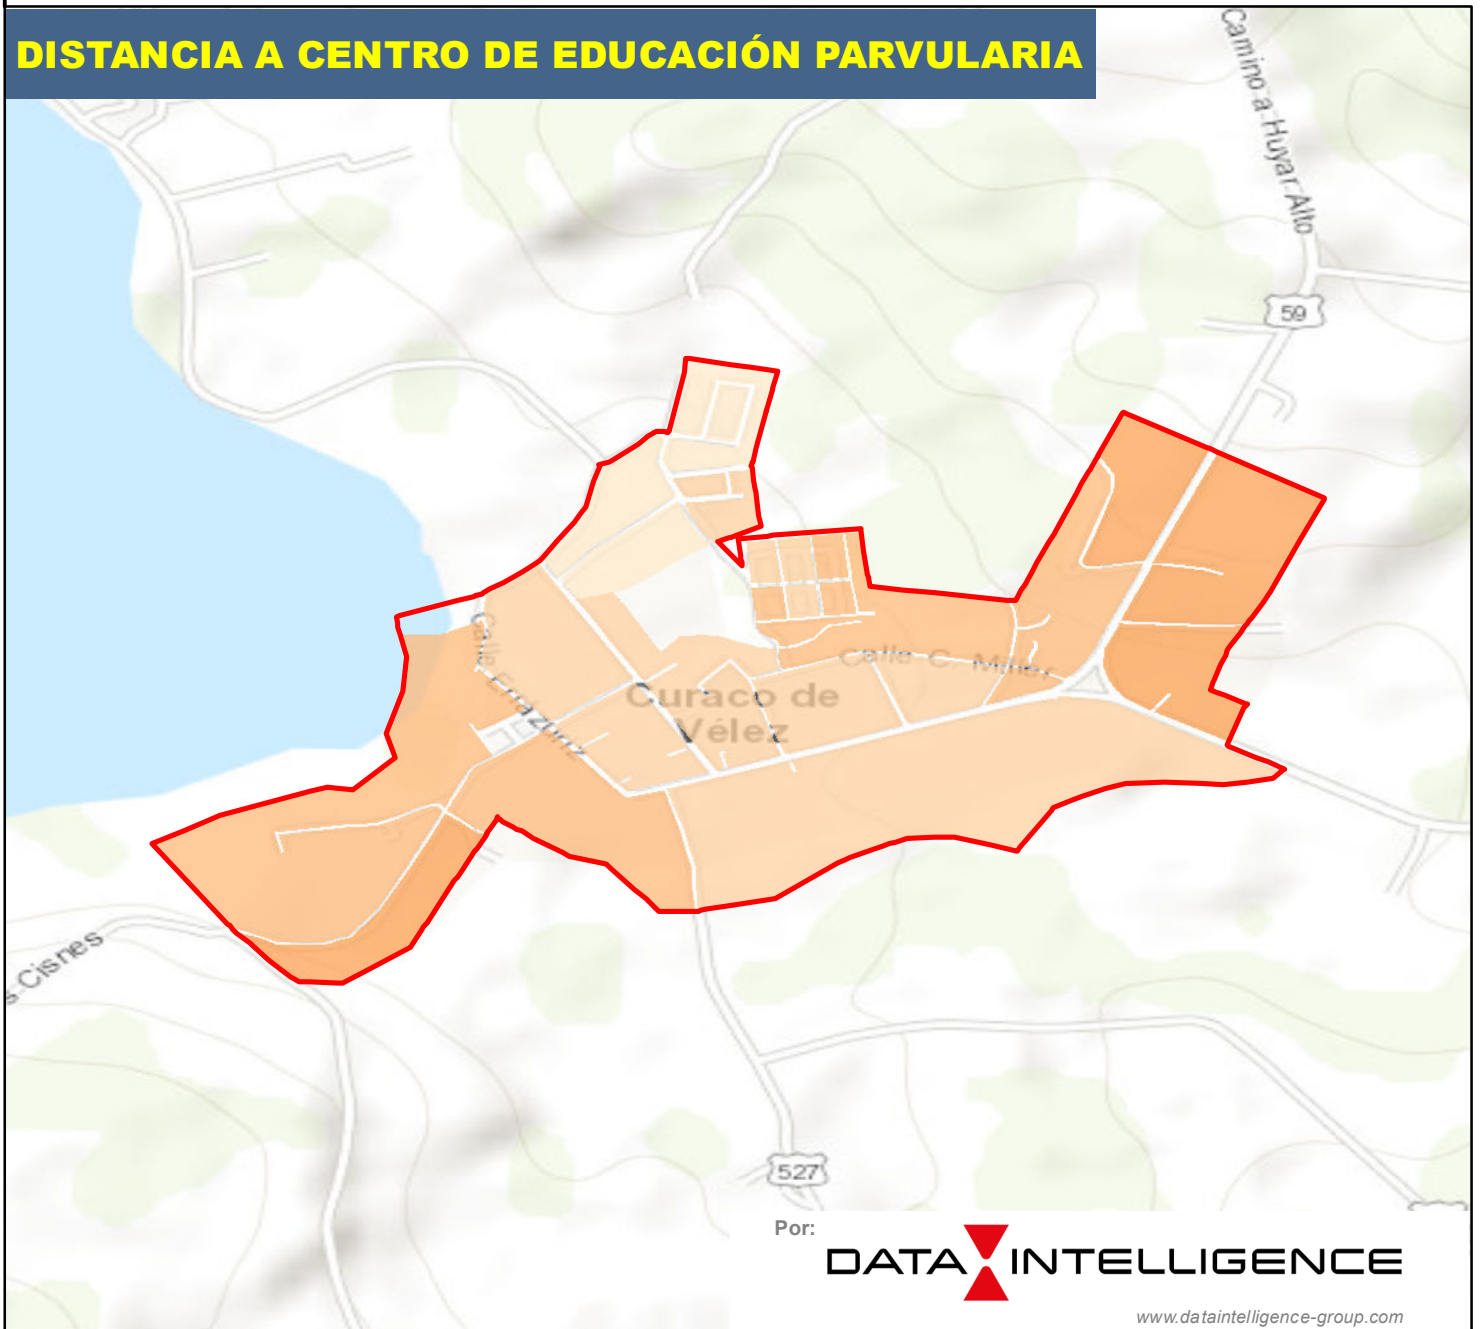 DISTANCIA A CENTRO DE EDUCACIÓN PARVULARIA
Camino a Huyar Alto
59
Calle C. Miller
Calle Errazuriz
Curaco de
Vélez
s-Cisnes
527
Por:
DATA INTELLIGENCE
www.dataintelligence-group.com